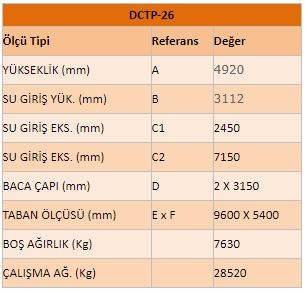 DCTP-26
Ölçü Tipi Referans Değer
YÜKSEKLİK (mm) A 4920
SU GİRİŞ YÜK. (mm) B 3112
SU GİRİŞ EKS. (mm) C1 2450
SU GİRİŞ EKS. (mm) C2 7150
BACA ÇAPI (mm) D 2 X 3150
TABAN ÖLÇÜSÜ (mm) E x F 9600 X 5400
BOŞ AĞIRLIK (Kg) 7630
ÇALIŞMA AĞ. (Kg) 28520